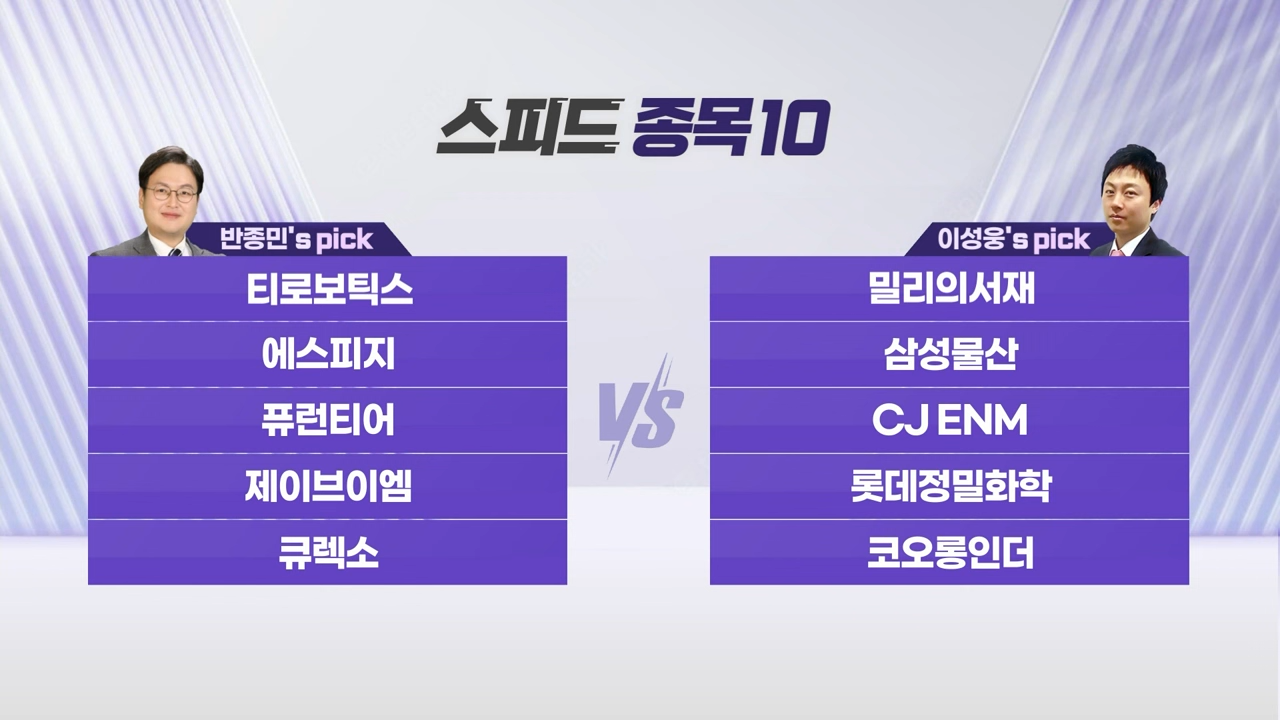 스피드 종목10
반종민's pick
티로보틱스
에스피지
퓨런티어
제이브이엠
큐렉소
VS
이성웅's pick
밀리의서재
삼성물산
CJ ENM
롯데정밀화학
코오롱인더